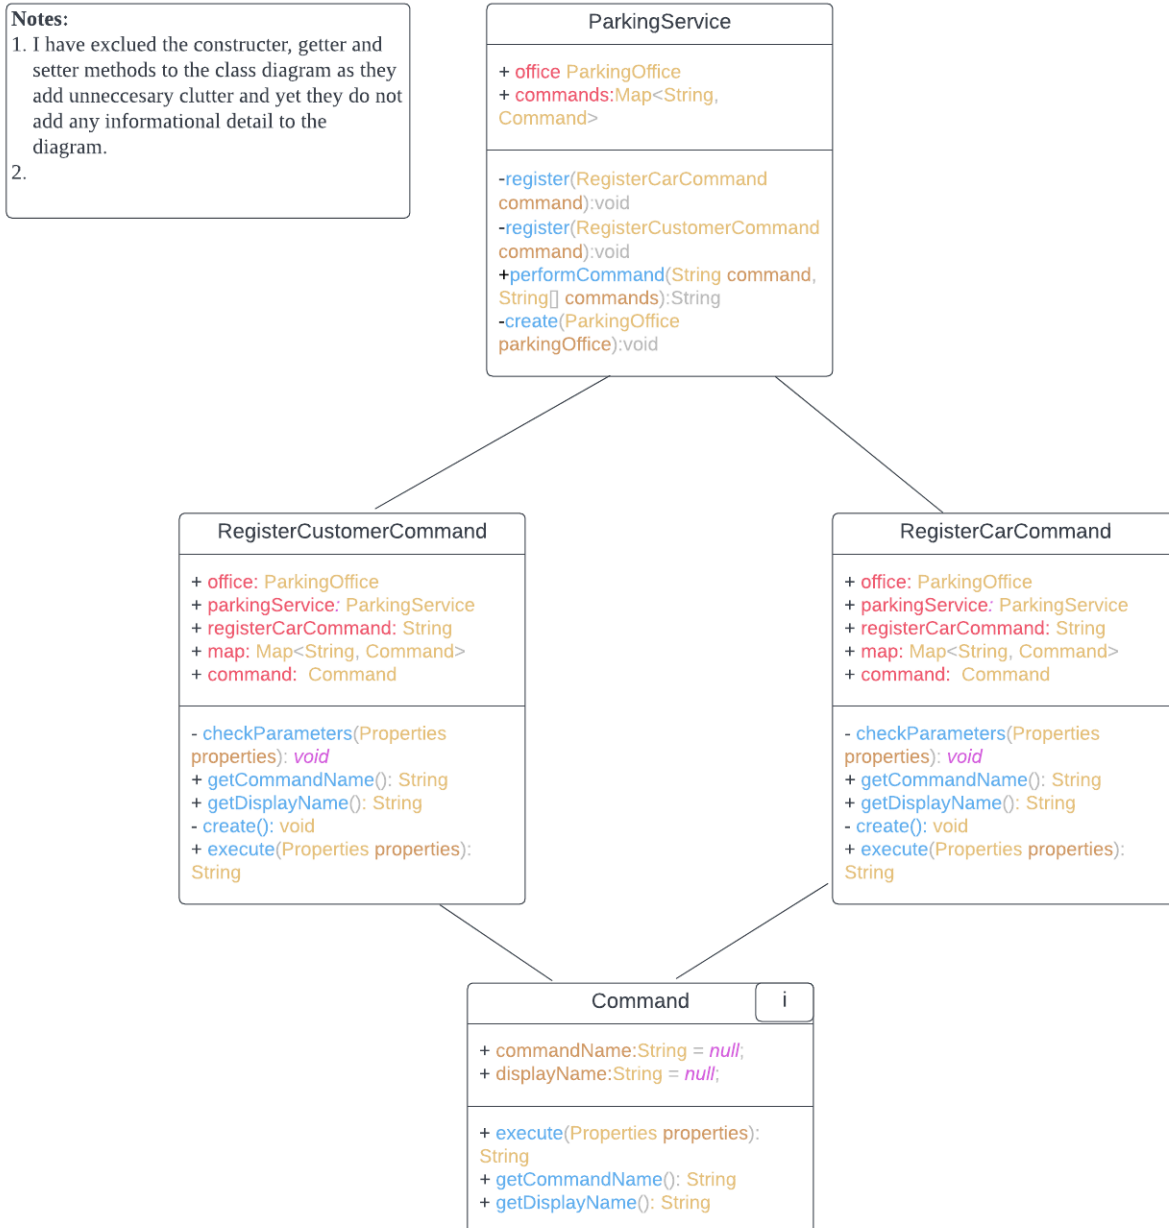 Notes:
1. I have exclued the constructer, getter and
setter methods to the class diagram as they
add unneccesary clutter and yet they do not
add any informational detail to the
diagram.
2.
ParkingService
+ office ParkingOffice
+ commands:Map<String,
Command>
-register(RegisterCarCommand
command):void
-register(RegisterCustomerCommand
command):void
+performCommand(String command,
String[] commands):String
-create(ParkingOffice
parkingOffice):void
RegisterCustomerCommand
+ office: ParkingOffice
+ parkingService: ParkingService
+ registerCarCommand: String
+ map: Map<String, Command>
+ command:  Command
- checkParameters(Properties
properties): void
+ getCommandName(): String
+ getDisplayName(): String
- create(): void
+ execute(Properties properties):
String
RegisterCarCommand
+ office: ParkingOffice
+ parkingService: ParkingService
+ registerCarCommand: String
+ map: Map<String, Command>
+ command:  Command
- checkParameters(Properties
properties): void
+ getCommandName(): String
+ getDisplayName(): String
- create(): void
+ execute(Properties properties):
String
Command
i
+ commandName:String = null;
+ displayName:String = null;
+ execute(Properties properties):
String
+ getCommandName(): String
+ getDisplayName(): String